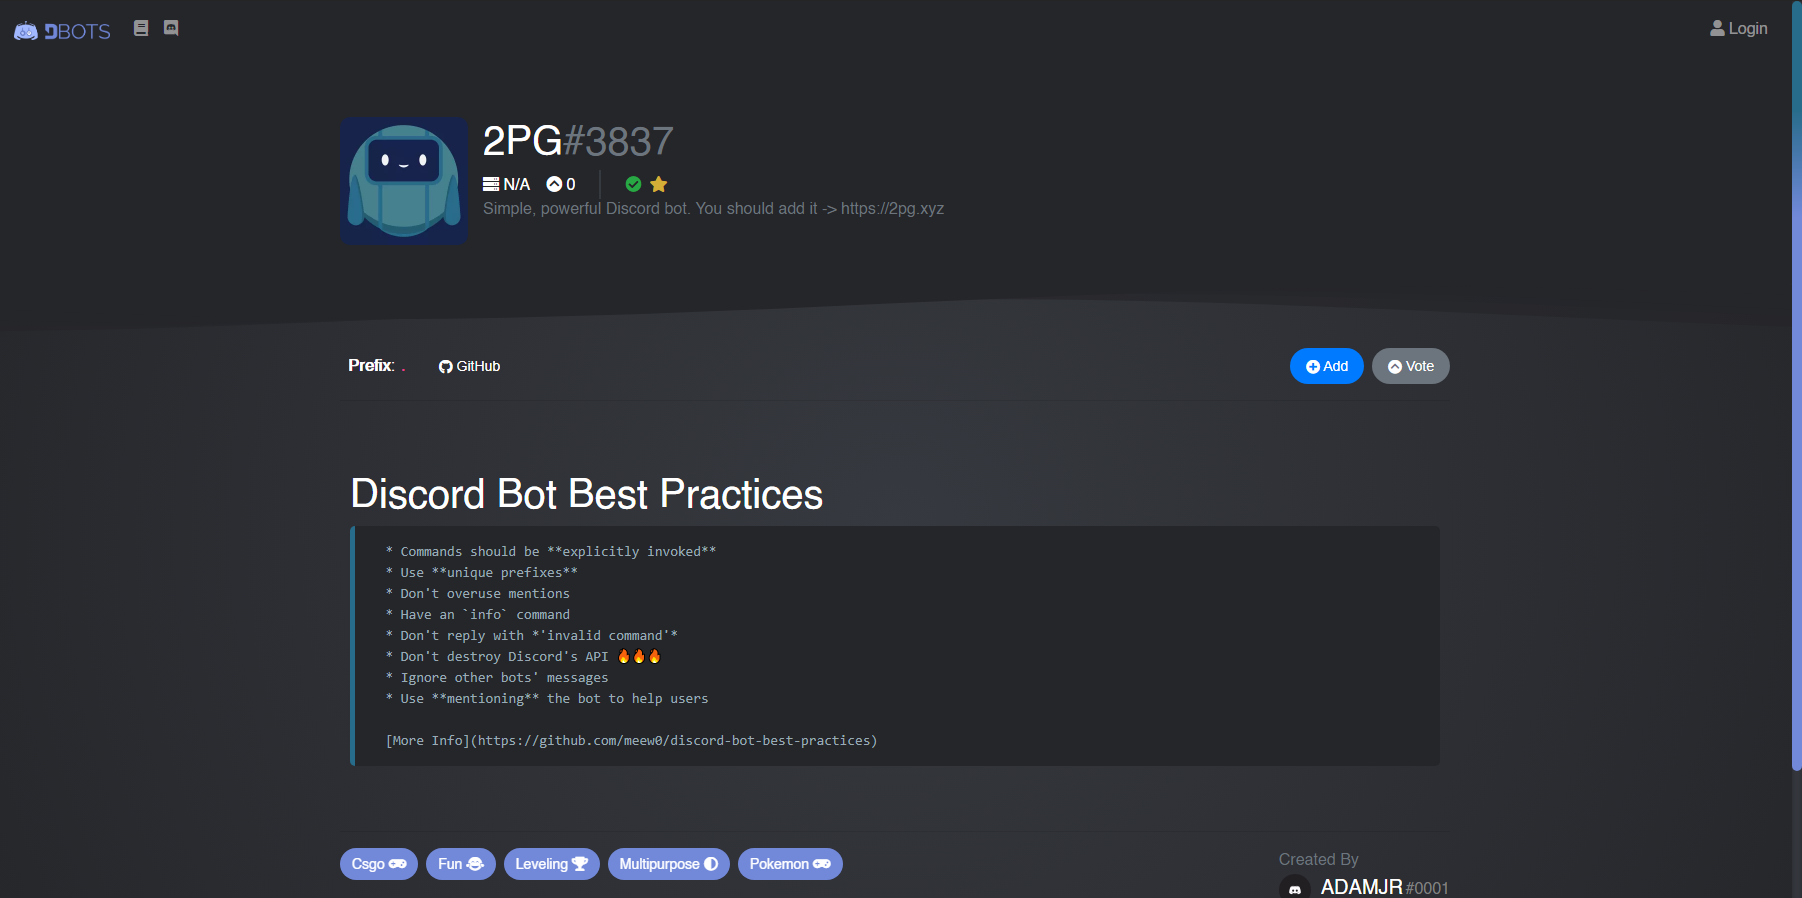 DBOTS
Login
2PG#3837
N/A 0
Simple, powerful Discord bot. You should add it -> https://2pg.xyz
Prefix: .
GitHub
Add
Vote
Discord Bot Best Practices
* Commands should be **explicitly invoked**
* Use **unique prefixes**
* Don't overuse mentions
* Have an `info` command
* Don't reply with *'invalid command'*
* Don't destroy Discord's API 🔥🔥🔥
* Ignore other bots' messages
* Use **mentioning** the bot to help users
[More Info](https://github.com/meew0/discord-bot-best-practices)
Csgo
Fun
Leveling
Multipurpose
Pokemon
Created By
ADAMJR#0001